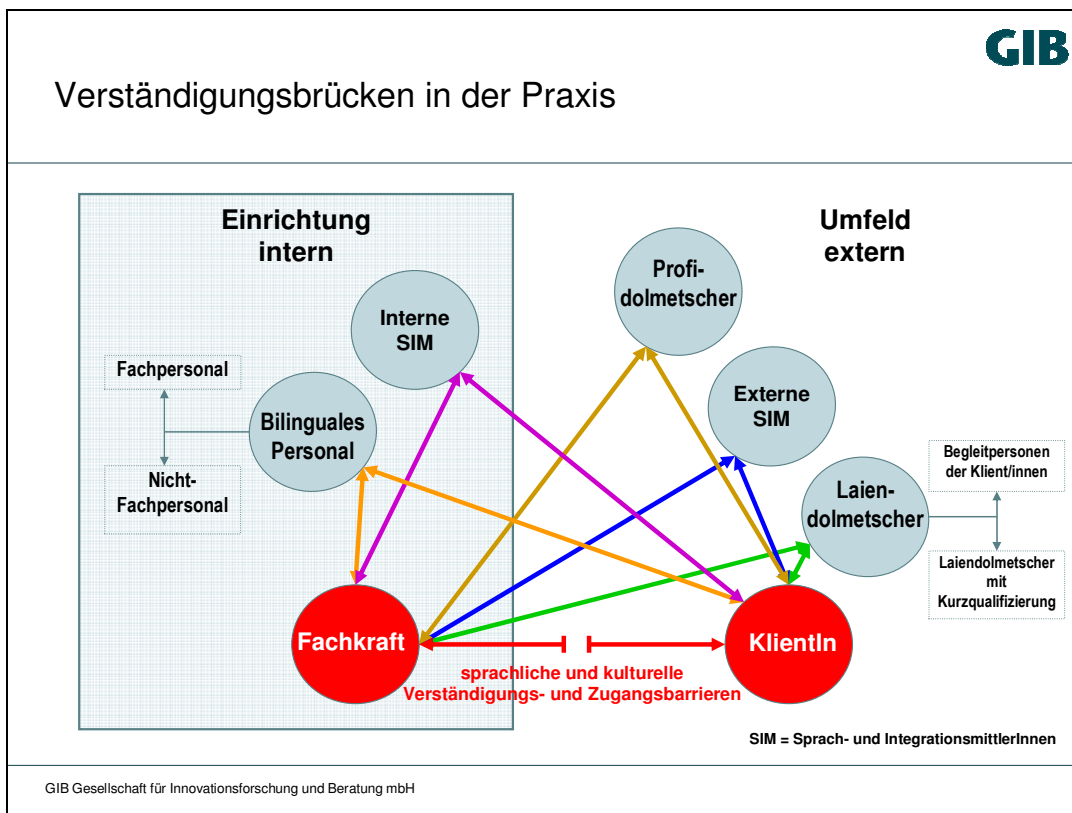 GIB
Verständigungsbrücken in der Praxis
Einrichtung
intern
Umfeld
extern
Profi-
dolmetscher
Interne
SIM
Fachpersonal
Externe
SIM
Bilinguales
Personal
Begleitpersonen
der Klient/innen
Nicht-
Fachpersonal
Laien-
dolmetscher
Laiendolmetscher
mit
Kurzqualifizierung
Fachkraft
KlientIn
sprachliche und kulturelle
Verständigungs- und Zugangsbarrieren
SIM = Sprach- und IntegrationsmittlerInnen
GIB Gesellschaft für Innovationsforschung und Beratung mbH